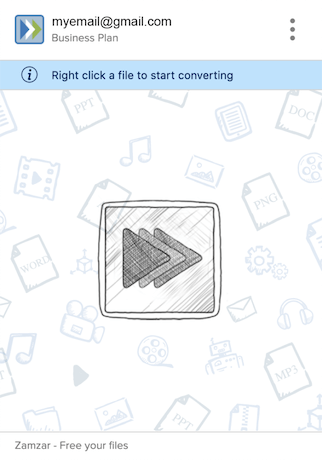 myemail@gmail.com
Business Plan
Right click a file to start converting
PPT
DOC
PNG
WORD
MP3
PPT
Zamzar - Free your files